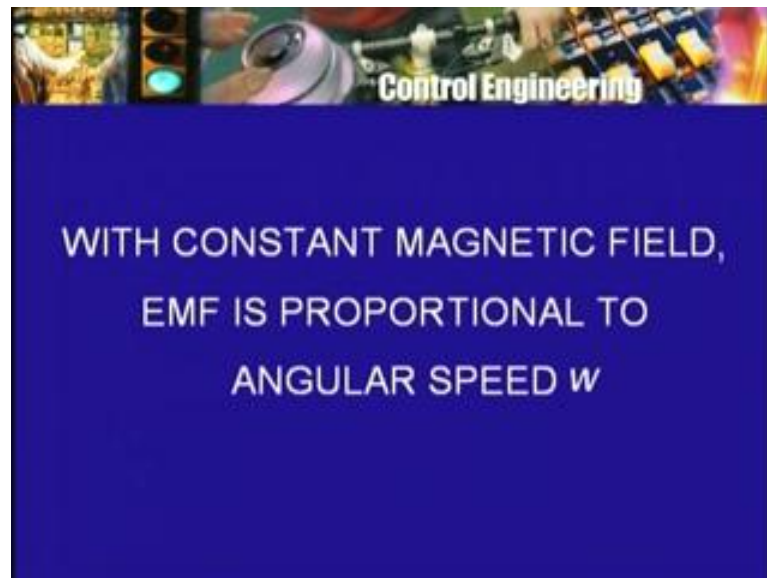 Control Engineering
WITH CONSTANT MAGNETIC FIELD,
EMF IS PROPORTIONAL TO
ANGULAR SPEED W